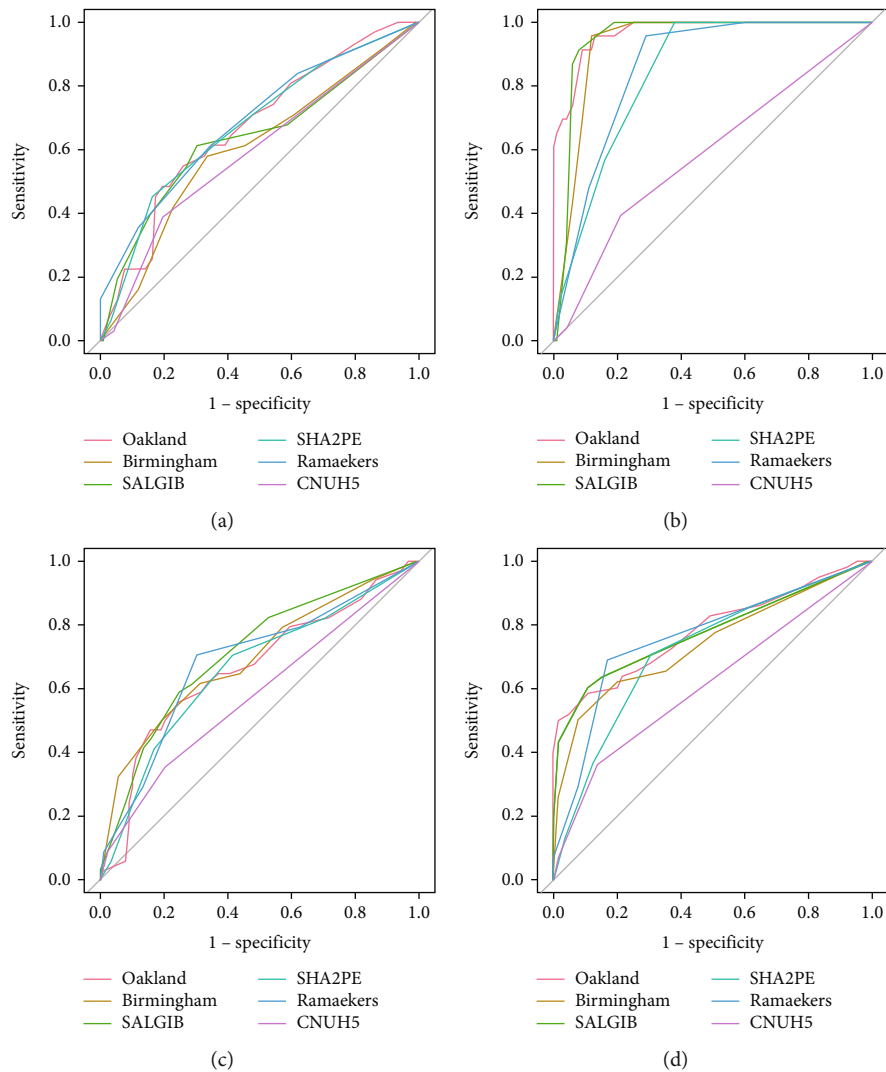 1.0
0.8
0.6
0.4
0.2
0.0
Sensitivity
0.0 0.2 0.4 0.6 0.8 1.0
1 – specificity
Oakland SHA2PE
Birmingham Ramaekers
SALGIB CNUH5
(a)
1.0
0.8
0.6
0.4
0.2
0.0
Sensitivity
0.0 0.2 0.4 0.6 0.8 1.0
1 – specificity
Oakland SHA2PE
Birmingham Ramaekers
SALGIB CNUH5
(b)
1.0
0.8
0.6
0.4
0.2
0.0
Sensitivity
0.0 0.2 0.4 0.6 0.8 1.0
1 – specificity
Oakland SHA2PE
Birmingham Ramaekers
SALGIB CNUH5
(c)
1.0
0.8
0.6
0.4
0.2
0.0
Sensitivity
0.0 0.2 0.4 0.6 0.8 1.0
1 – specificity
Oakland SHA2PE
Birmingham Ramaekers
SALGIB CNUH5
(d)